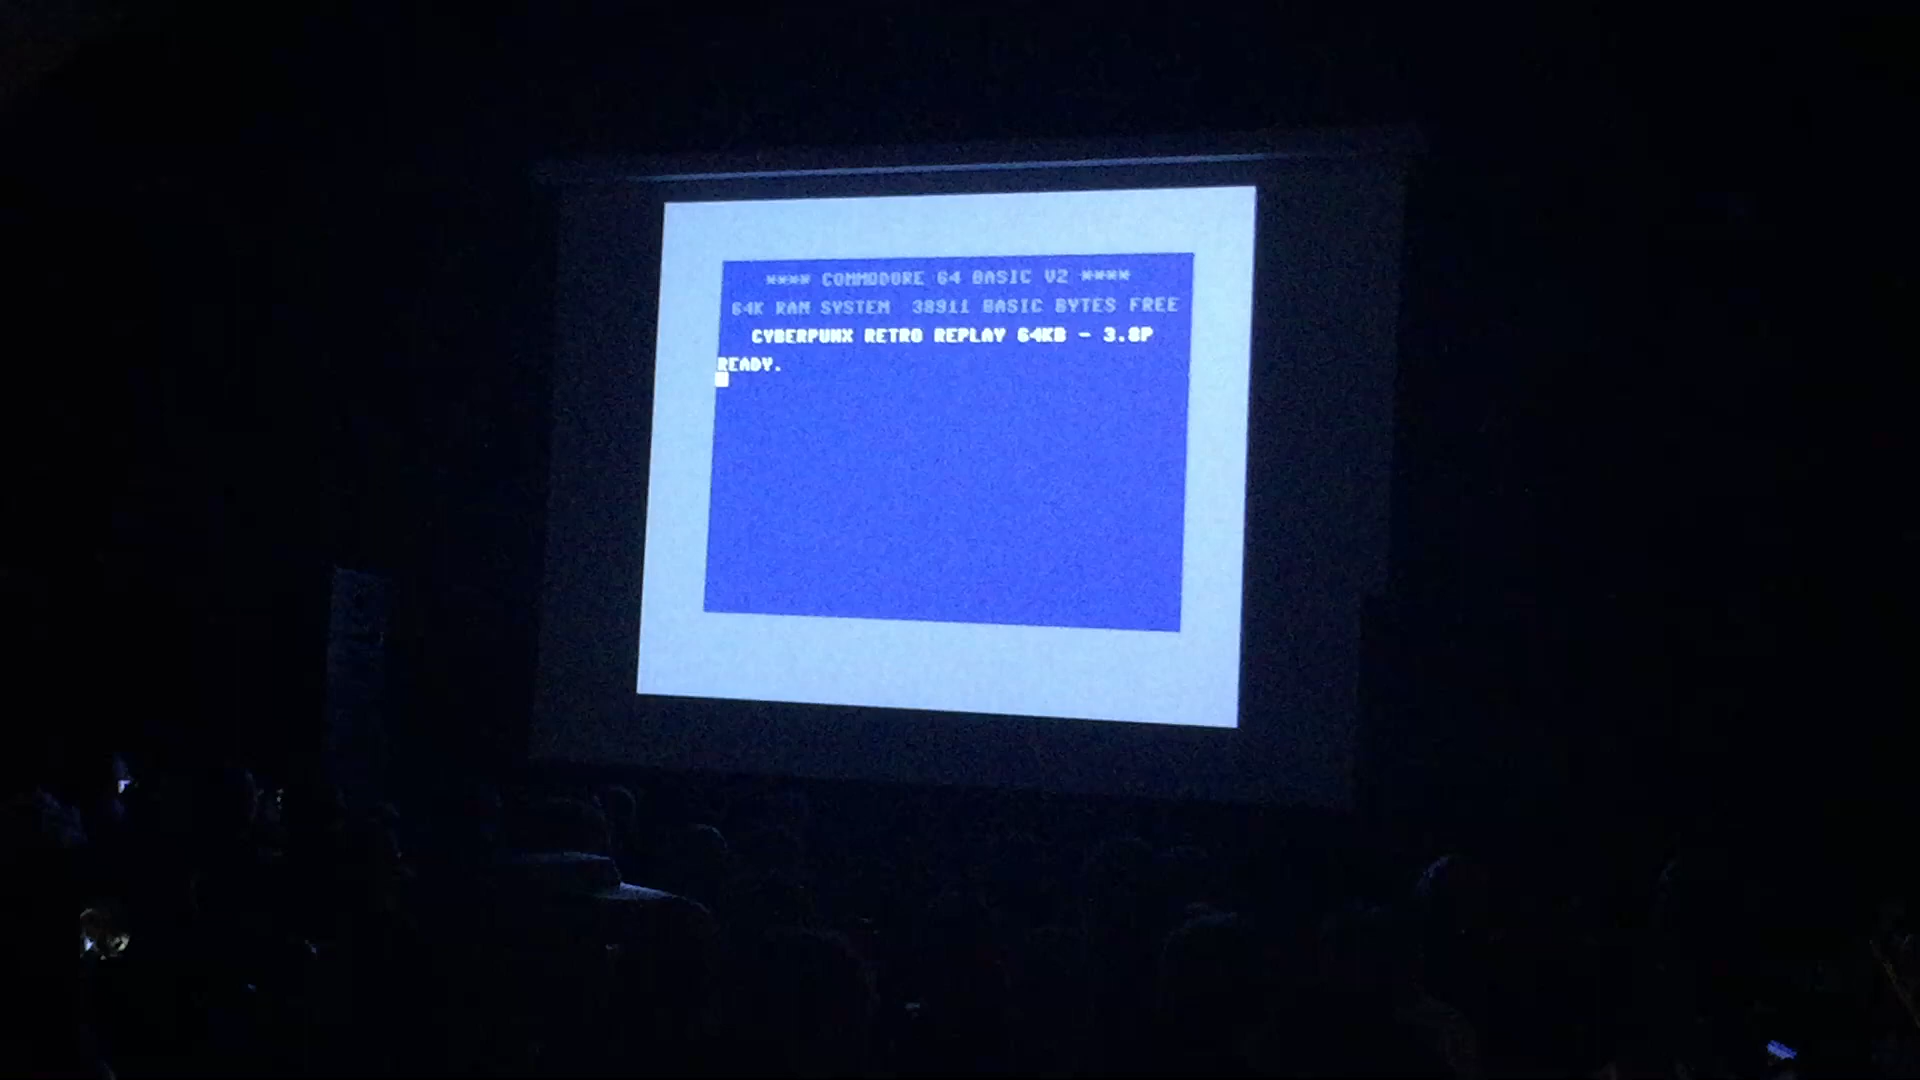 **** COMMODORE 64 BASIC V2 ****
64K RAM SYSTEM  38911 BASIC BYTES FREE
CYBERPUNX RETRO REPLAY 64KB - 3.8P
READY.